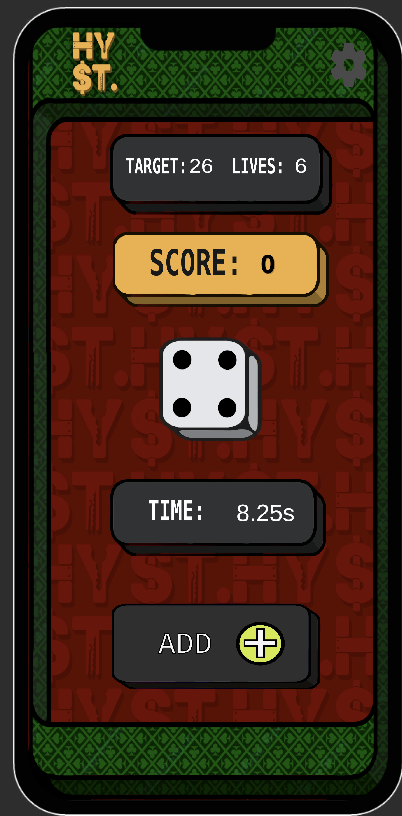 HY
$T.
TARGET:26 LIVES: 6
SCORE: 0
TIME: 8.25s
ADD